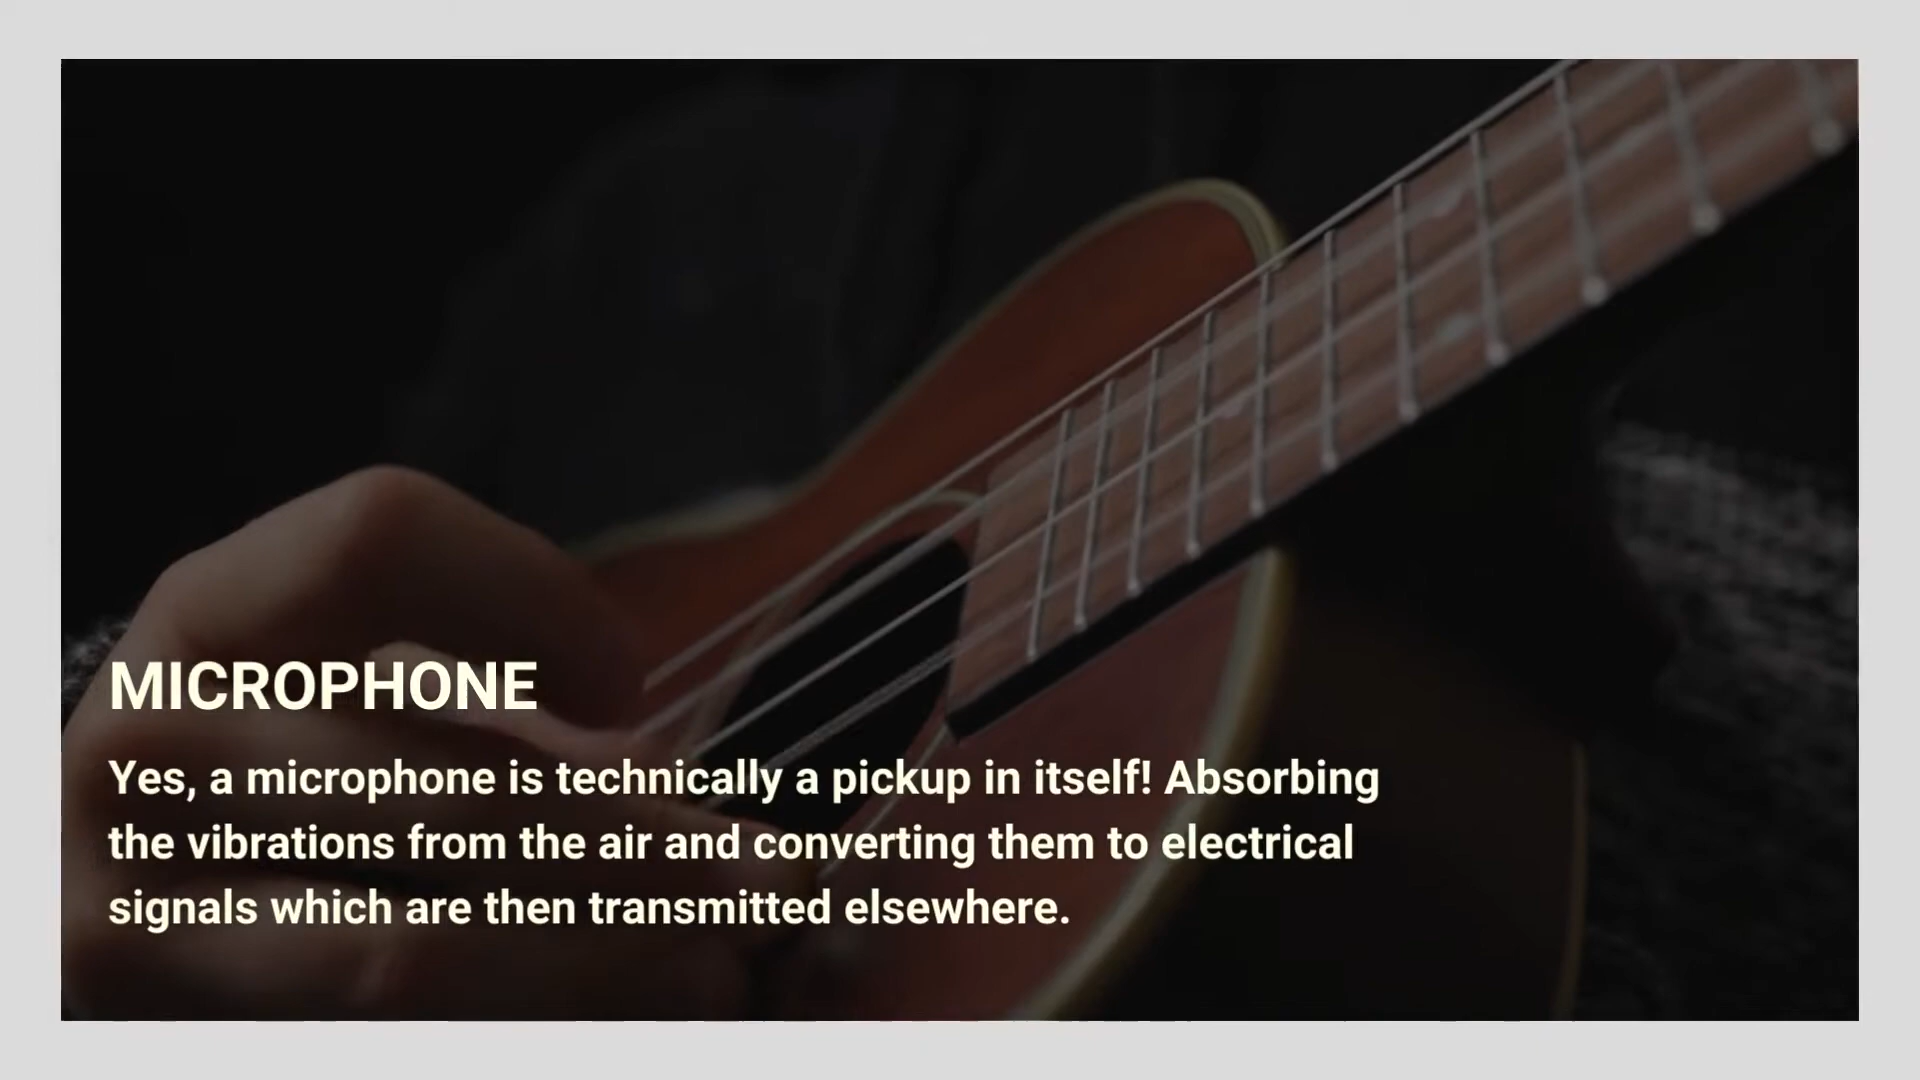 MICROPHONE
Yes, a microphone is technically a pickup in itself! Absorbing
the vibrations from the air and converting them to electrical
signals which are then transmitted elsewhere.